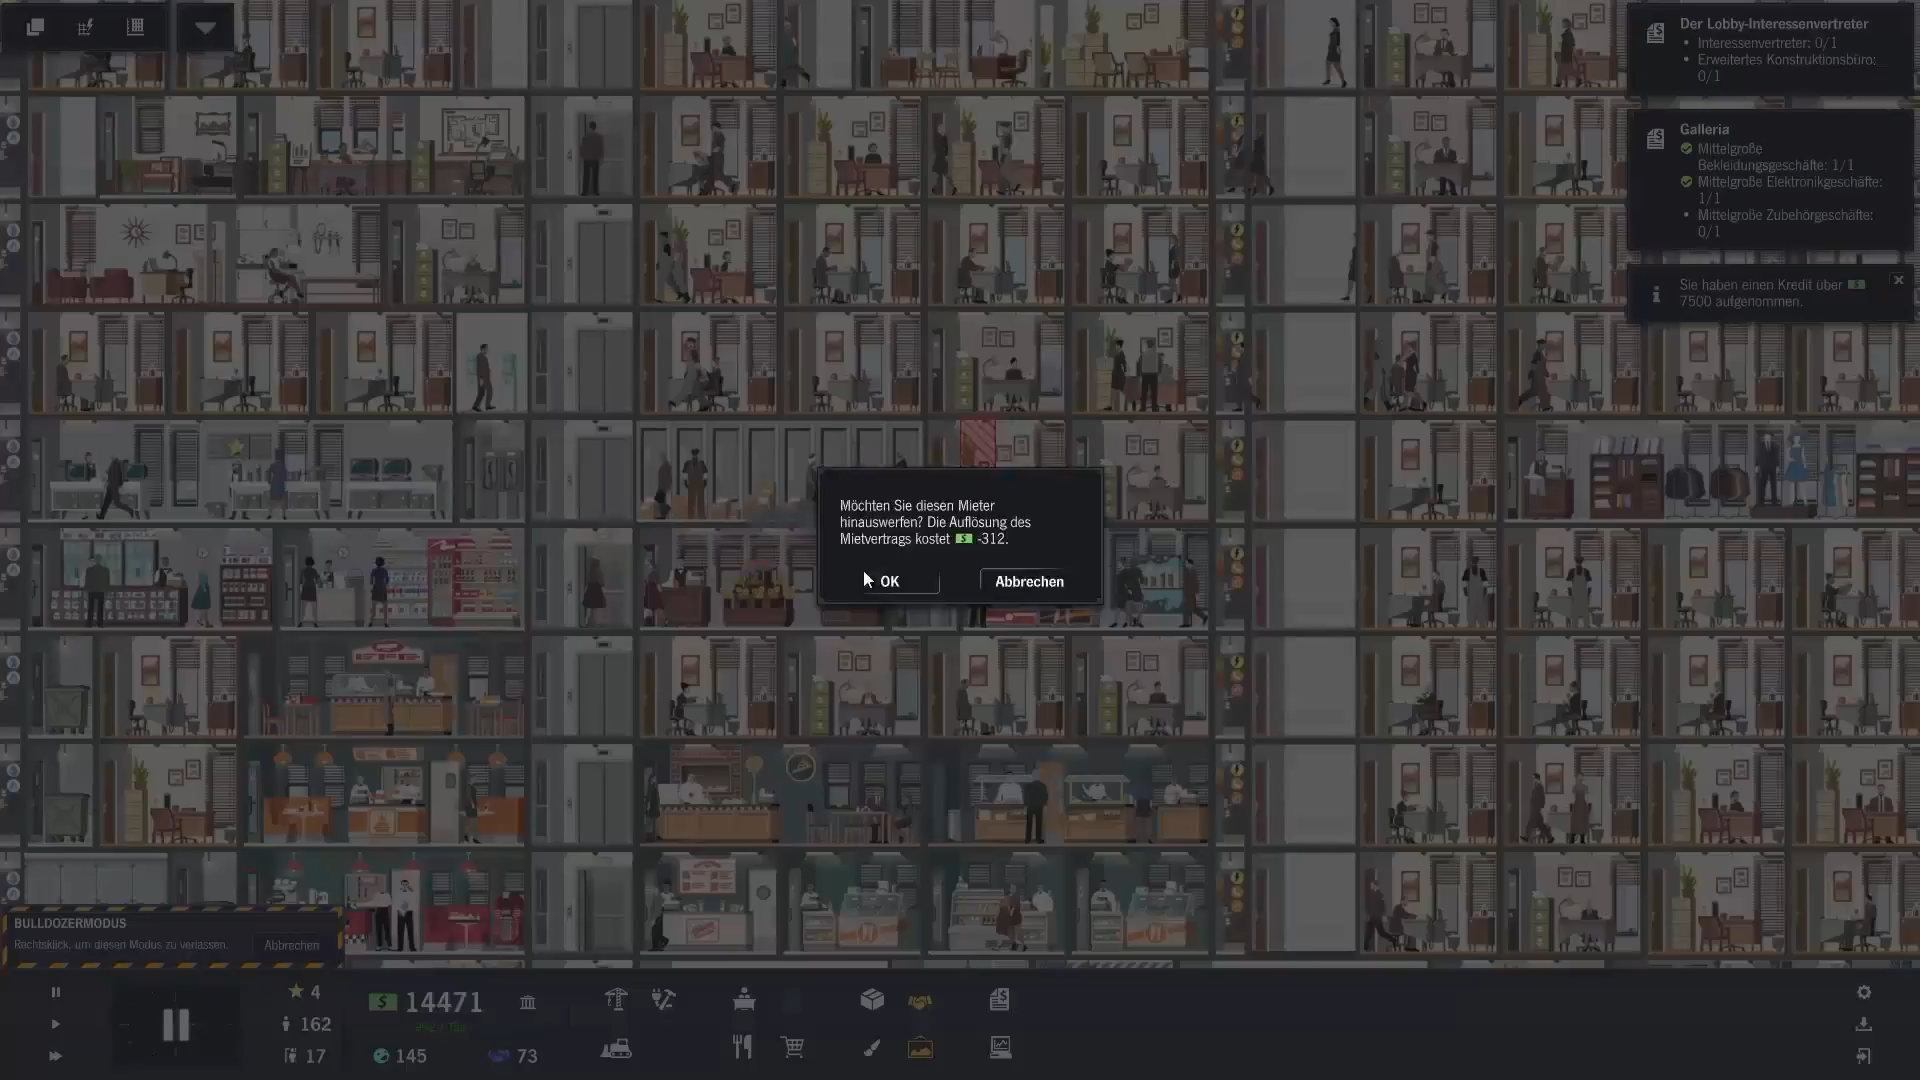 Der Lobby-Interessenvertreter
Interessenvertreter: 0/1
Erweitertes Konstruktionsbüro:
0/1
Galleria
Mittelgroße
Bekleidungsgeschäfte: 1/1
Mittelgroße Elektronikgeschäfte:
1/1
Mittelgroße Zubehörgeschäfte:
0/1
Sie haben einen Kredit über
7500 aufgenommen.
Möchten Sie diesen Mieter
hinauswerfen? Die Auflösung des
Mietvertrags kostet $ -312.
OK
Abbrechen
BULLDOZERMODUS
Rechtsklick, um diesen Modus zu verlassen.
Abbrechen
4
$ 14471
162
17
145
73